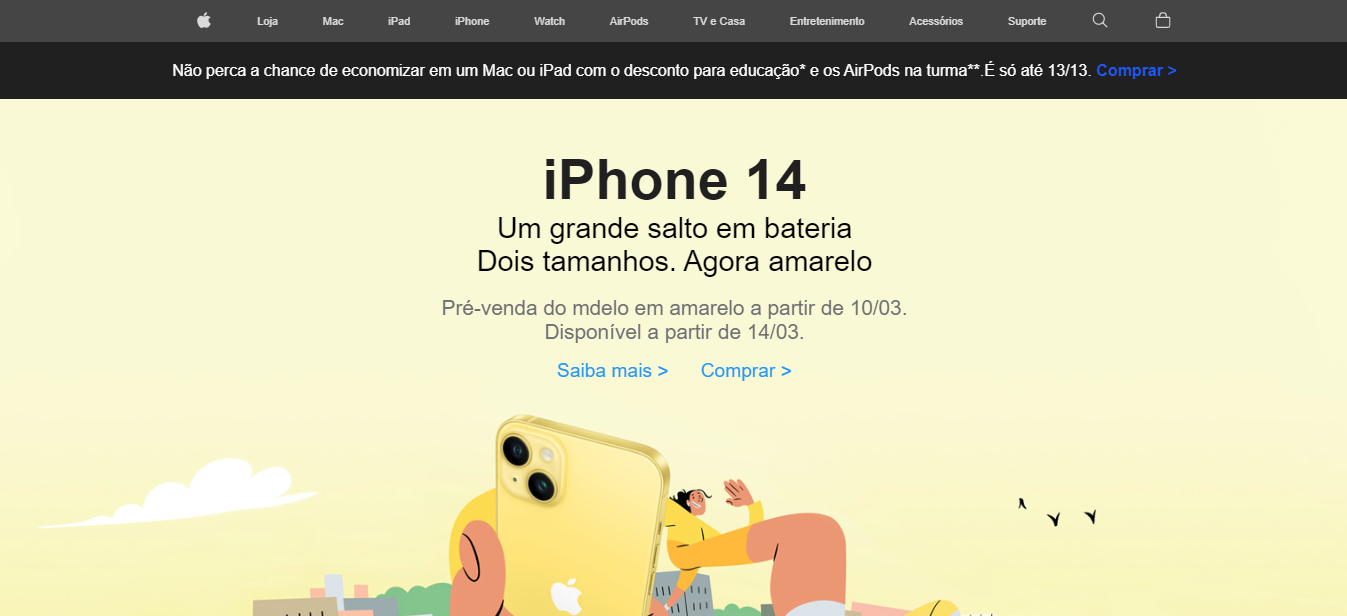 Loja Mac iPad iPhone Watch AirPods TV e Casa Entretenimento Acessórios Suporte
Não perca a chance de economizar em um Mac ou iPad com o desconto para educação* e os AirPods na turma**.É só até 13/13. Comprar >
iPhone 14
Um grande salto em bateria
Dois tamanhos. Agora amarelo
Pré-venda do mdelo em amarelo a partir de 10/03.
Disponível a partir de 14/03.
Saiba mais > Comprar >